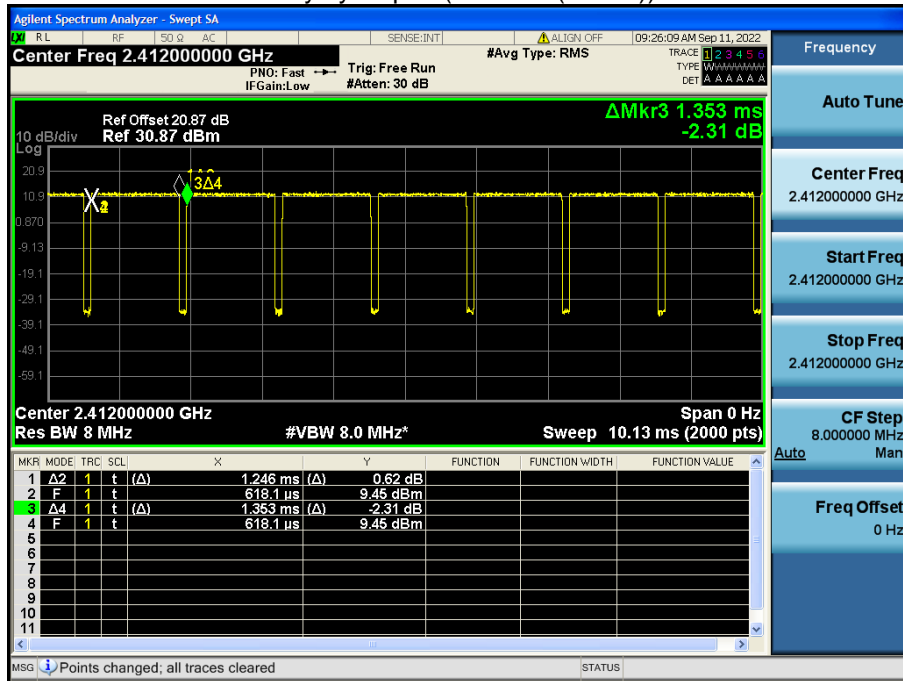 Agilent Spectrum Analyzer - Swept SA
LXI RL RF 50 Ω AC SENSE:INT ALIGN OFF 09:26:09 AM Sep 11, 2022
Center Freq 2.412000000 GHz #Avg Type: RMS TRACE 1 2 3 4 5 6
PNO: Fast Trig: Free Run TYPE WWWWWW
IFGain:Low #Atten: 30 dB DET A A A A A A
ΔMkr3 1.353 ms
Ref Offset 20.87 dB
10 dB/div Ref 30.87 dBm -2.31 dB
Log
20.9
3Δ4
10.9
X
0.870
-9.13
-19.1
-29.1
-39.1
-49.1
-59.1
Center 2.412000000 GHz Span 0 Hz
Res BW 8 MHz #VBW 8.0 MHz* Sweep 10.13 ms (2000 pts)
MKR MODE TRC SCL X Y FUNCTION FUNCTION WIDTH FUNCTION VALUE
1 Δ2 1 t (Δ) 1.246 ms (Δ) 0.62 dB
2 F 1 t 618.1 µs 9.45 dBm
3 Δ4 1 t (Δ) 1.353 ms (Δ) -2.31 dB
4 F 1 t 618.1 µs 9.45 dBm
5
6
7
8
9
10
11
MSG Points changed; all traces cleared STATUS
Frequency
Auto Tune
Center Freq
2.412000000 GHz
Start Freq
2.412000000 GHz
Stop Freq
2.412000000 GHz
CF Step
8.000000 MHz
Auto Man
Freq Offset
0 Hz